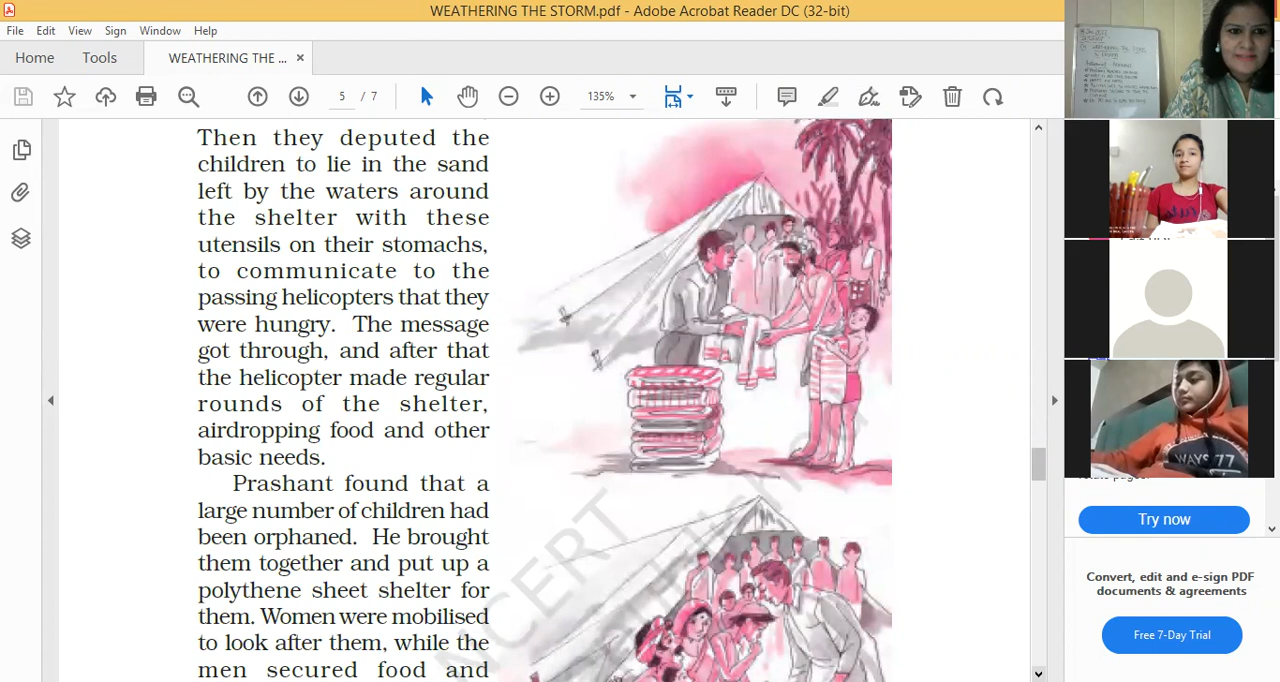 WEATHERING THE STORM.pdf - Adobe Acrobat Reader DC (32-bit)
File Edit View Sign Window Help
Home Tools WEATHERING THE ... ×
5 / 7 135%
Then they deputed the
children to lie in the sand
left by the waters around
the shelter with these
utensils on their stomachs,
to communicate to the
passing helicopters that they
were hungry. The message
got through, and after that
the helicopter made regular
rounds of the shelter,
airdropping food and other
basic needs.
Prashant found that a
large number of children had
been orphaned. He brought
them together and put up a
polythene sheet shelter for
them. Women were mobilised
to look after them, while the
men secured food and
NCERT
WAYS 77
Try now
Convert, edit and e-sign PDF
documents & agreements
Free 7-Day Trial